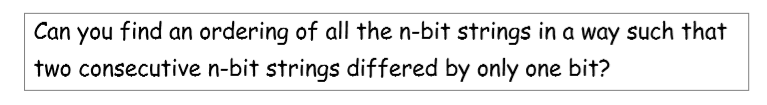 Can you find an ordering of all the n-bit strings in a way such that
two consecutive n-bit strings differed by only one bit?